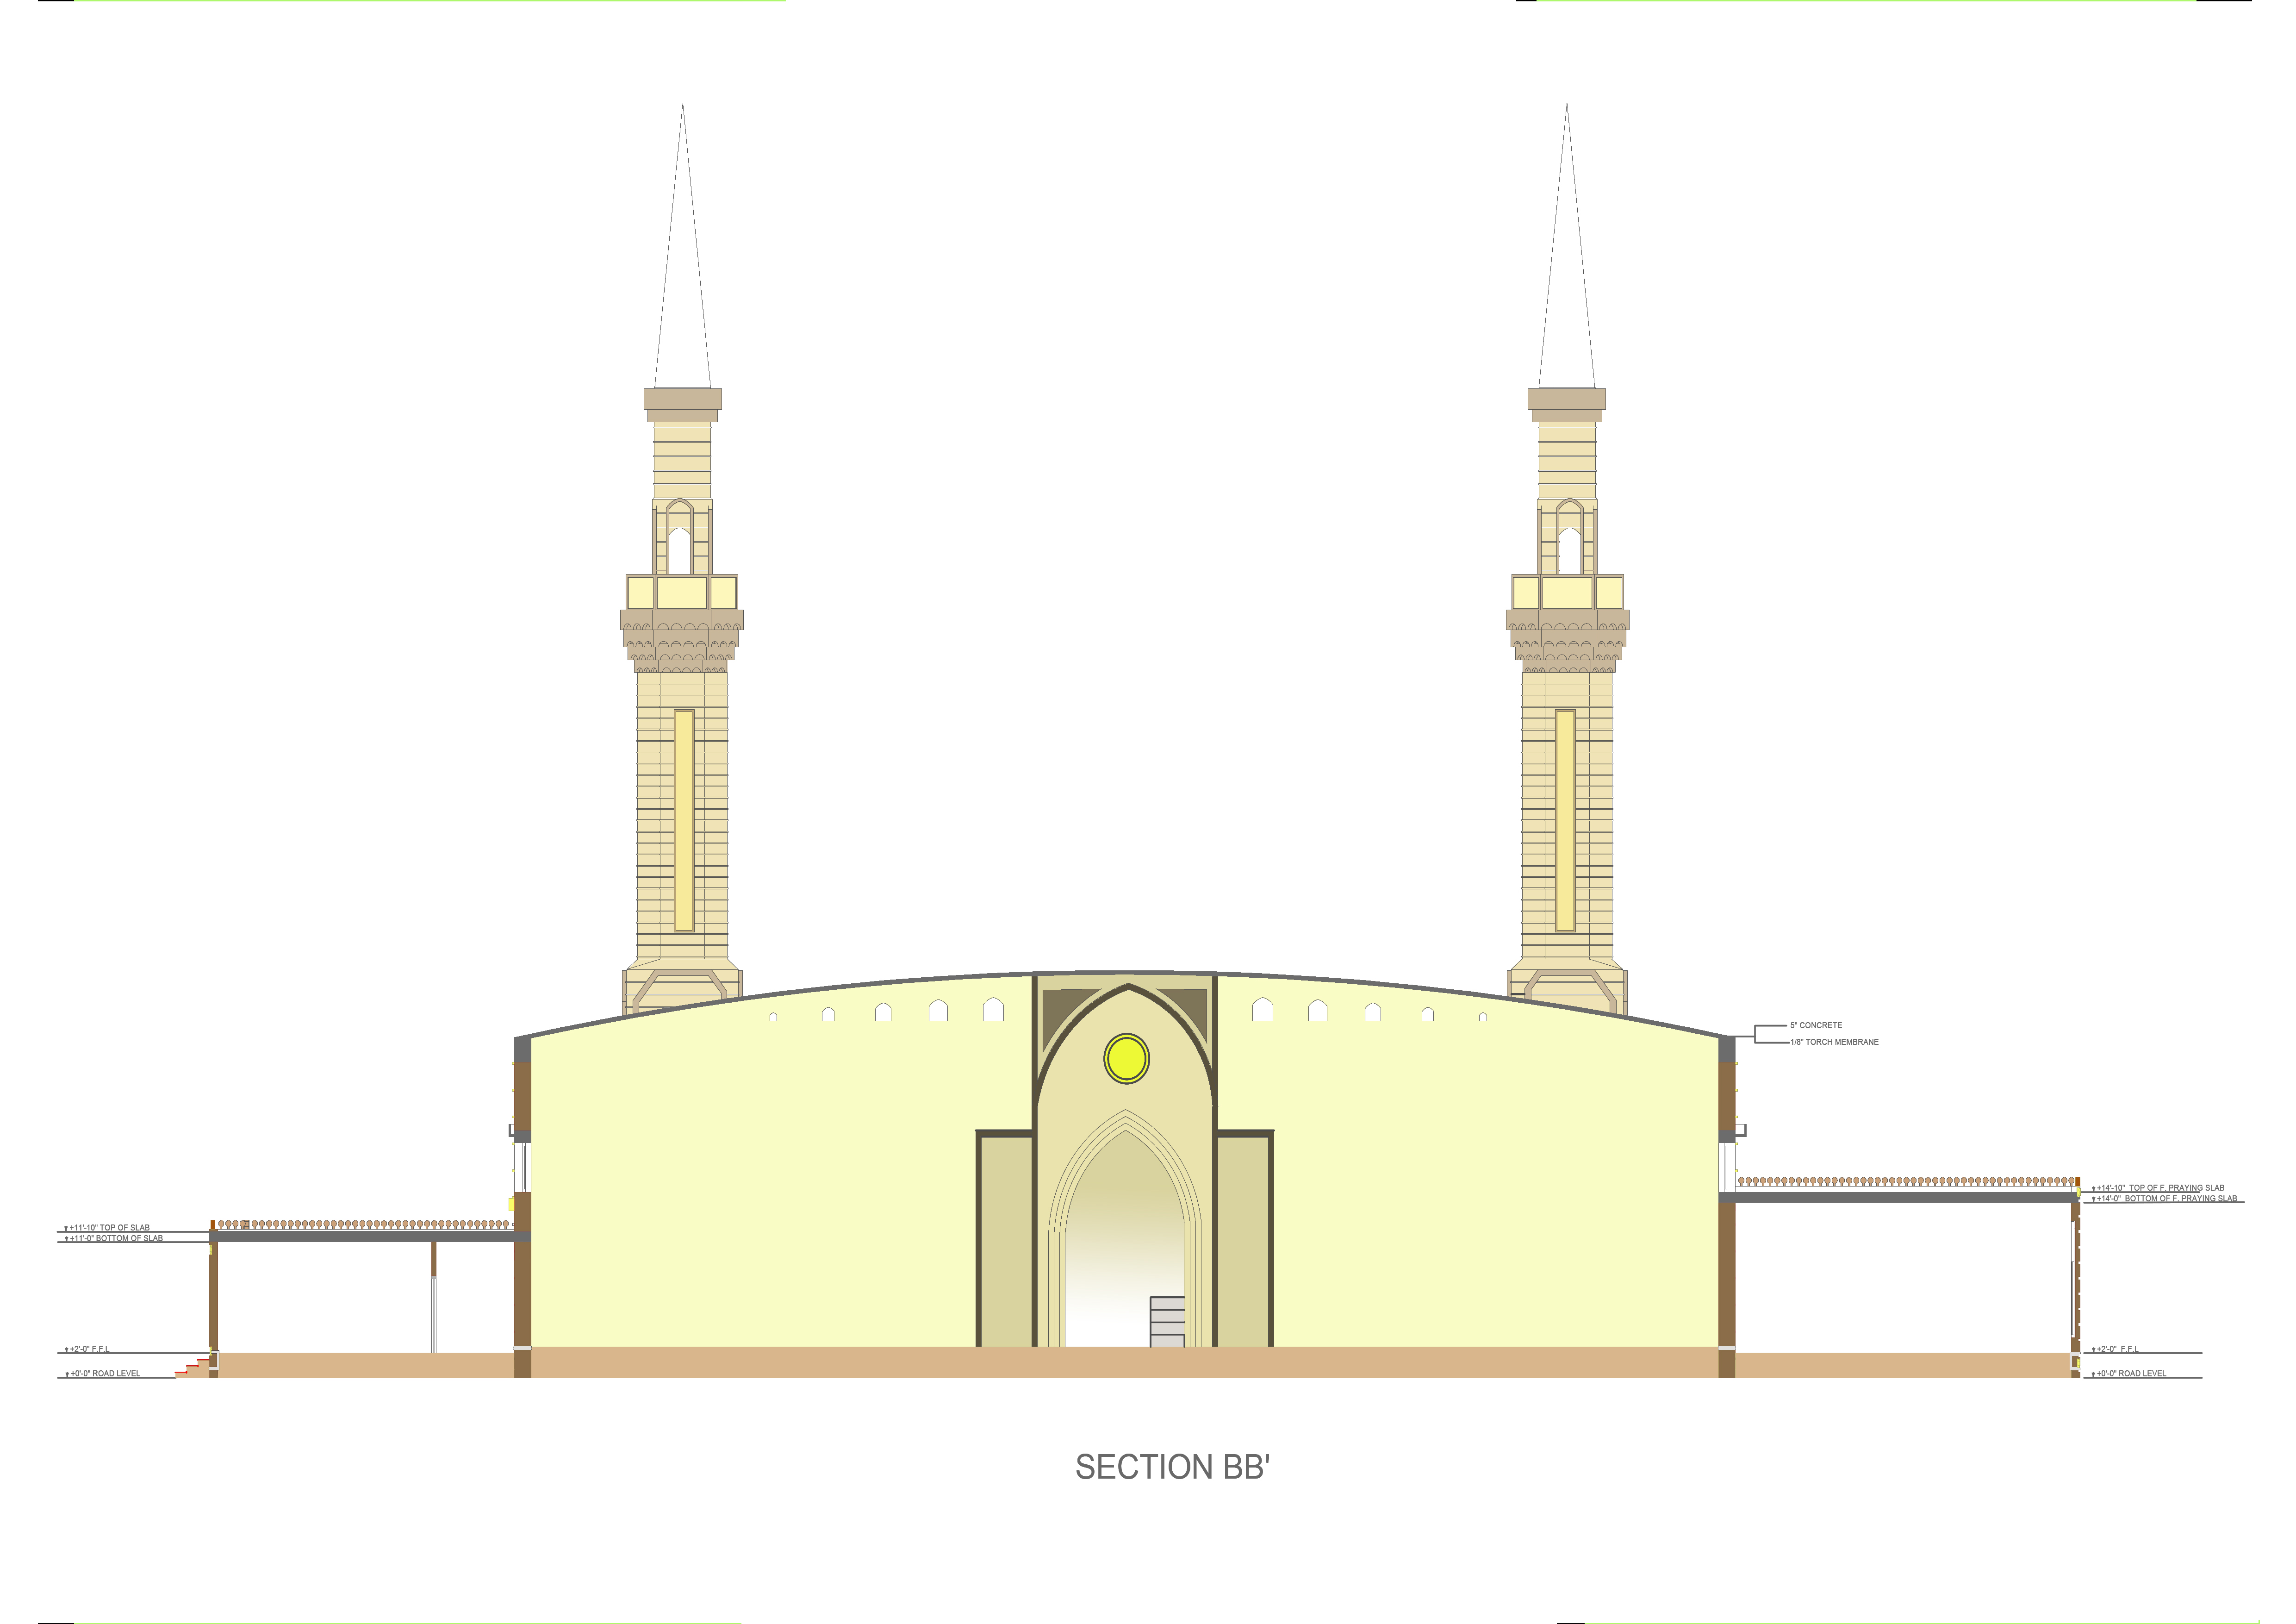 5" CONCRETE
1/8" TORCH MEMBRANE
+14'-10" TOP OF F. PRAYING SLAB
+14'-0" BOTTOM OF F. PRAYING SLAB
+11'-10" TOP OF SLAB
+11'-0" BOTTOM OF SLAB
+2'-0" F.F.L
+2'-0" F.F.L
+0'-0" ROAD LEVEL
+0'-0" ROAD LEVEL
SECTION BB'